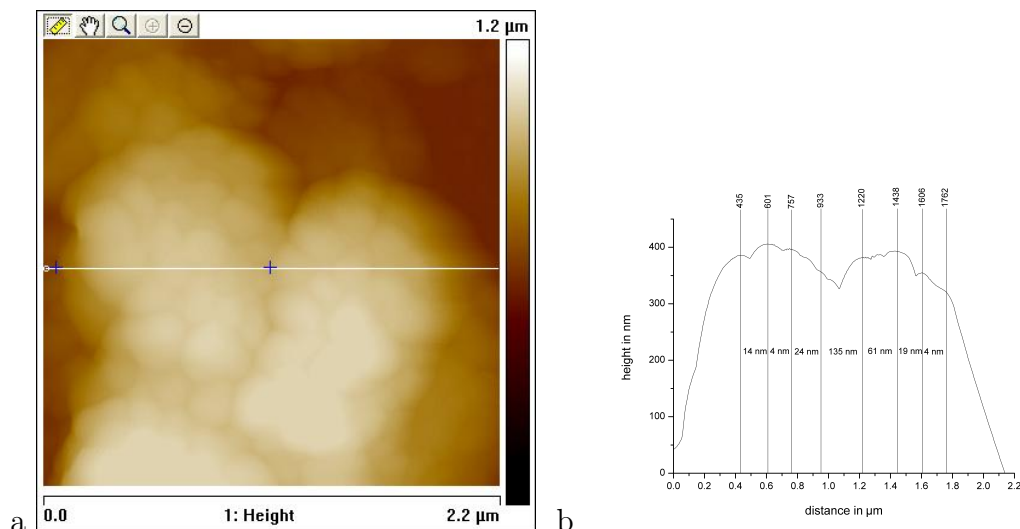 1.2 µm
0.0 1: Height 2.2 µm
a
435 601 757 933 1220 1438 1606 1762
400
300
200
100
0
height in nm
14 nm 4 nm 24 nm 135 nm 61 nm 19 nm 4 nm
0.0 0.2 0.4 0.6 0.8 1.0 1.2 1.4 1.6 1.8 2.0 2.2
distance in µm
b